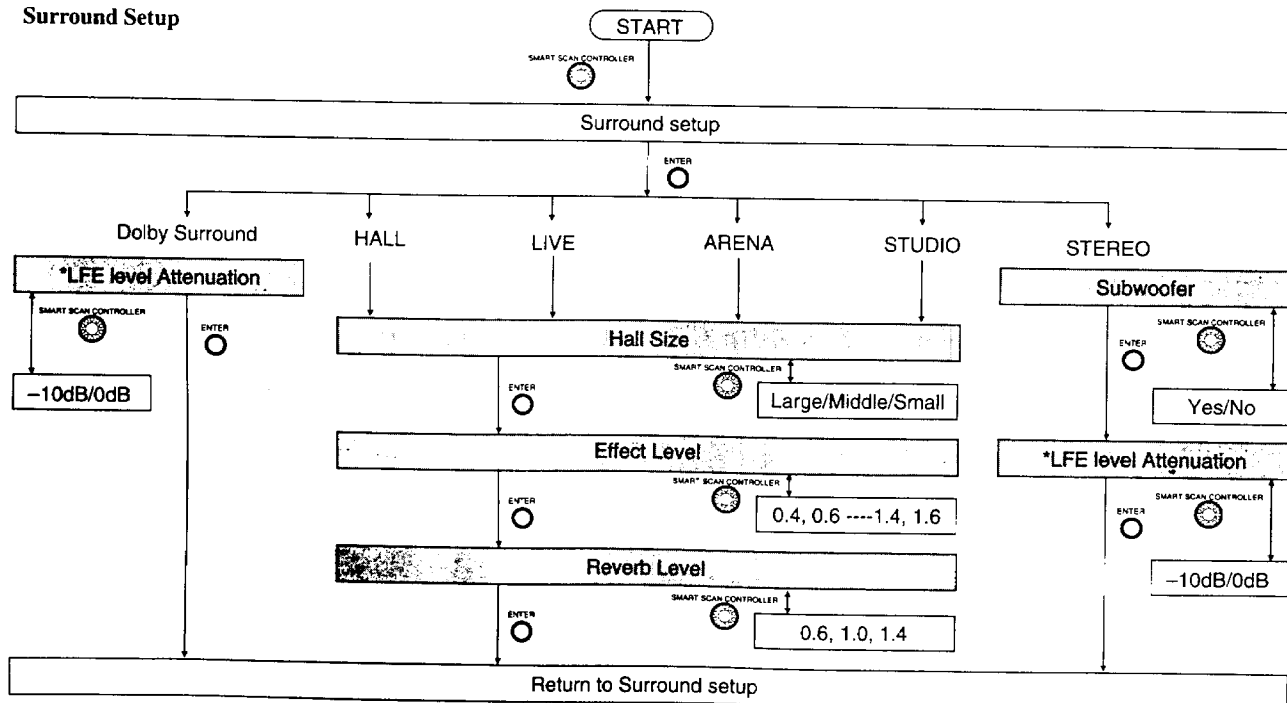 Surround Setup
START
SMART SCAN CONTROLLER
Surround setup
ENTER
Dolby Surround
HALL
LIVE
ARENA
STUDIO
STEREO
*LFE level Attenuation
SMART SCAN CONTROLLER
ENTER
–10dB/0dB
Hall Size
ENTER
SMART SCAN CONTROLLER
Large/Middle/Small
Effect Level
ENTER
SMART SCAN CONTROLLER
0.4, 0.6 ----1.4, 1.6
Reverb Level
ENTER
SMART SCAN CONTROLLER
0.6, 1.0, 1.4
Subwoofer
ENTER
SMART SCAN CONTROLLER
Yes/No
*LFE level Attenuation
ENTER
SMART SCAN CONTROLLER
–10dB/0dB
Return to Surround setup